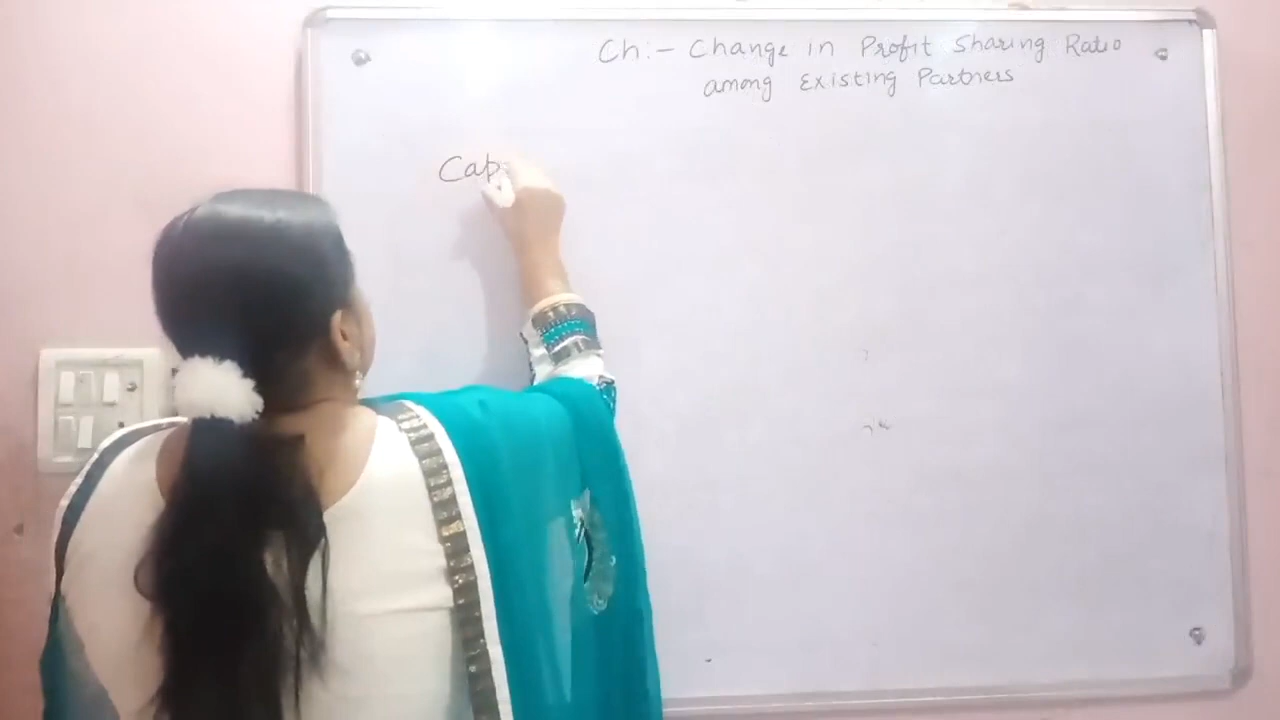 Ch:- Change in Profit Sharing Ratio
among Existing Partners
Cap